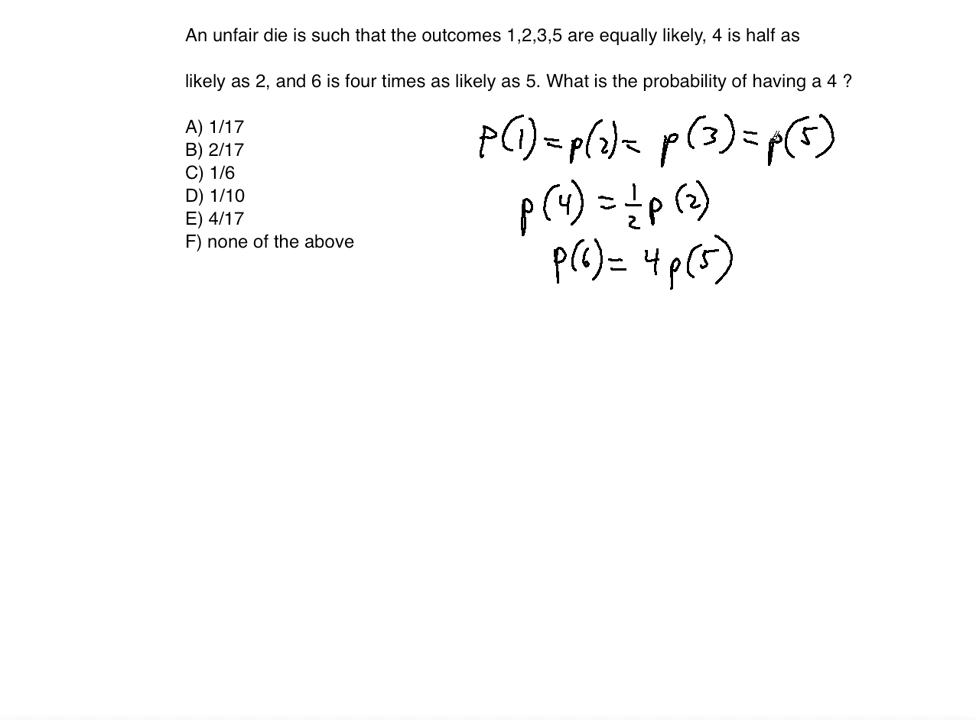 An unfair die is such that the outcomes 1,2,3,5 are equally likely, 4 is half as
likely as 2, and 6 is four times as likely as 5. What is the probability of having a 4 ?
A) 1/17
B) 2/17
C) 1/6
D) 1/10
E) 4/17
F) none of the above
P(1) = p(2) = p(3) = p(5)
p(4) = 1/2 p(2)
p(6) = 4 p(5)